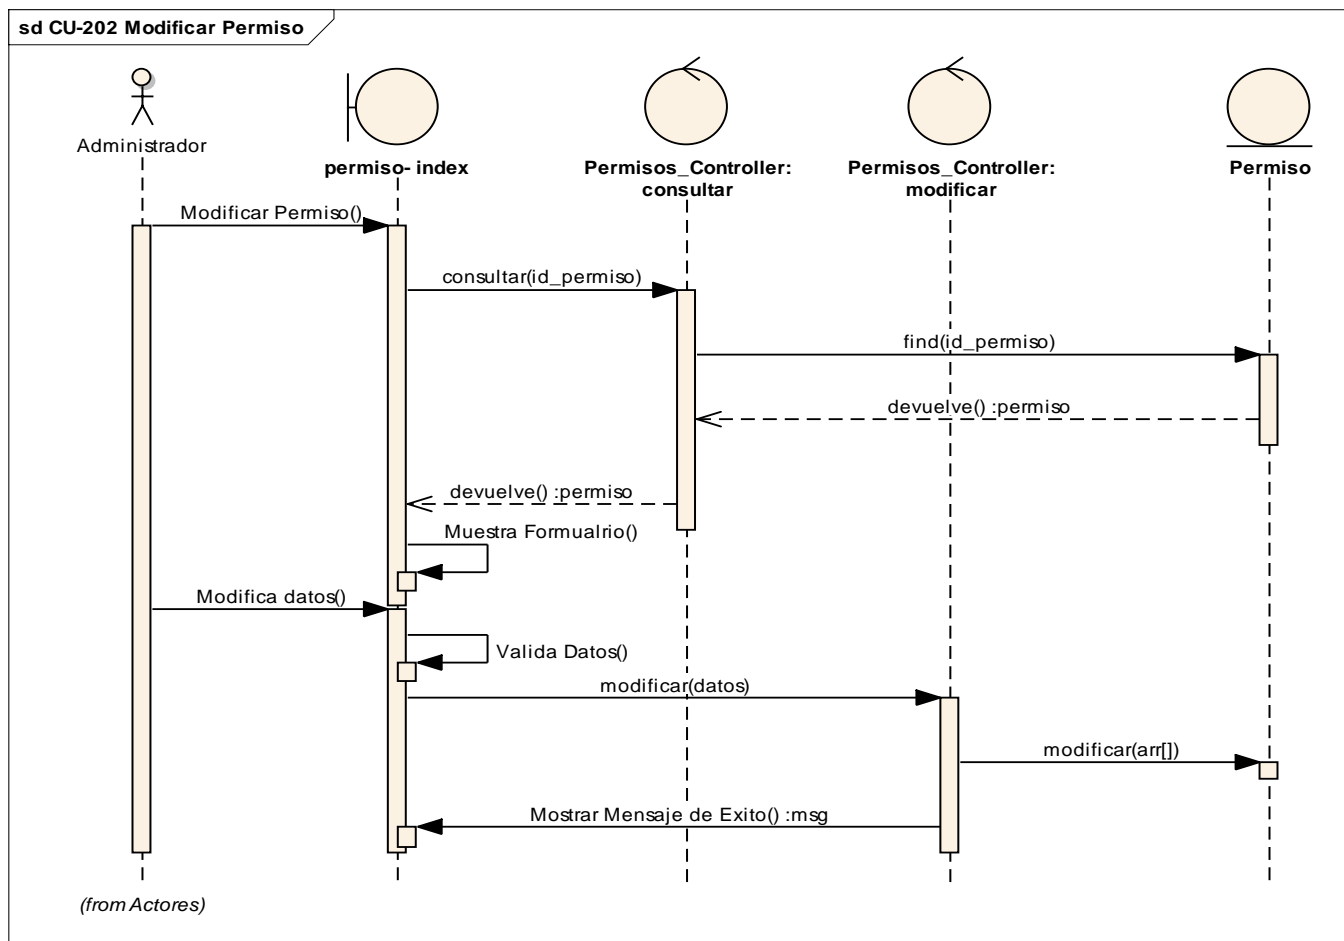 sd CU-202 Modificar Permiso
Administrador
permiso- index
Permisos_Controller:
consultar
Permisos_Controller:
modificar
Permiso
Modificar Permiso()
consultar(id_permiso)
find(id_permiso)
devuelve() :permiso
devuelve() :permiso
Muestra Formualrio()
Modifica datos()
Valida Datos()
modificar(datos)
modificar(arr[])
Mostrar Mensaje de Exito() :msg
(from Actores)